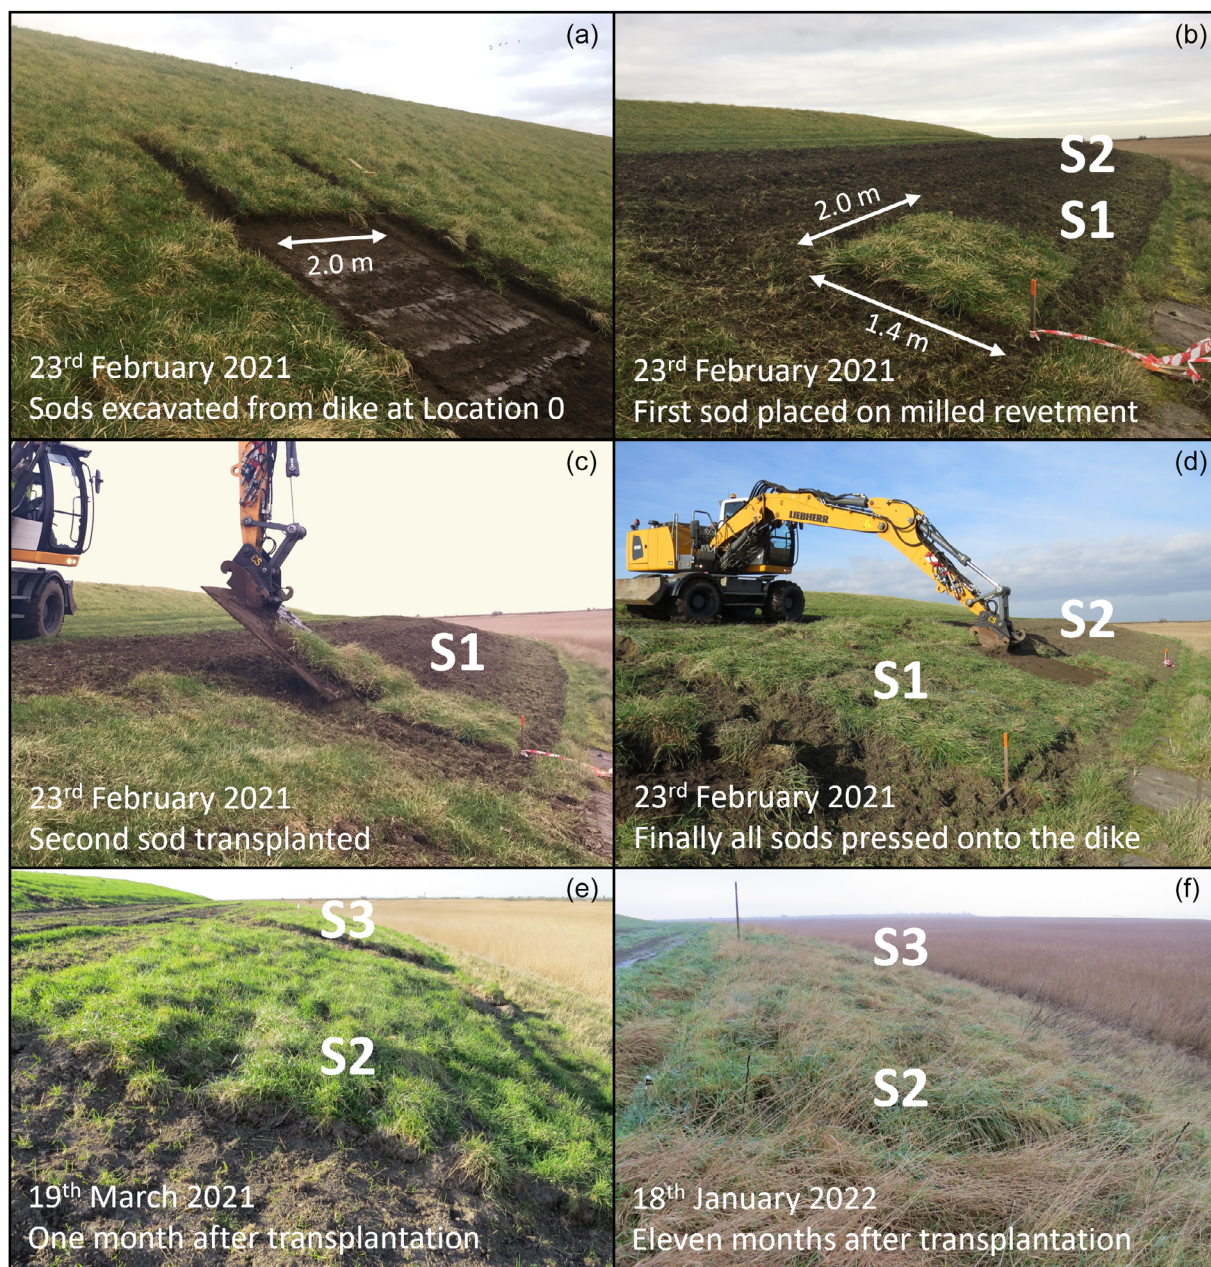 (a)
2.0 m
23rd February 2021
Sods excavated from dike at Location 0
(b)
S2
S1
2.0 m
1.4 m
23rd February 2021
First sod placed on milled revetment
(c)
S1
23rd February 2021
Second sod transplanted
(d)
LIEBHERR
S2
S1
23rd February 2021
Finally all sods pressed onto the dike
(e)
S3
S2
19th March 2021
One month after transplantation
(f)
S3
S2
18th January 2022
Eleven months after transplantation